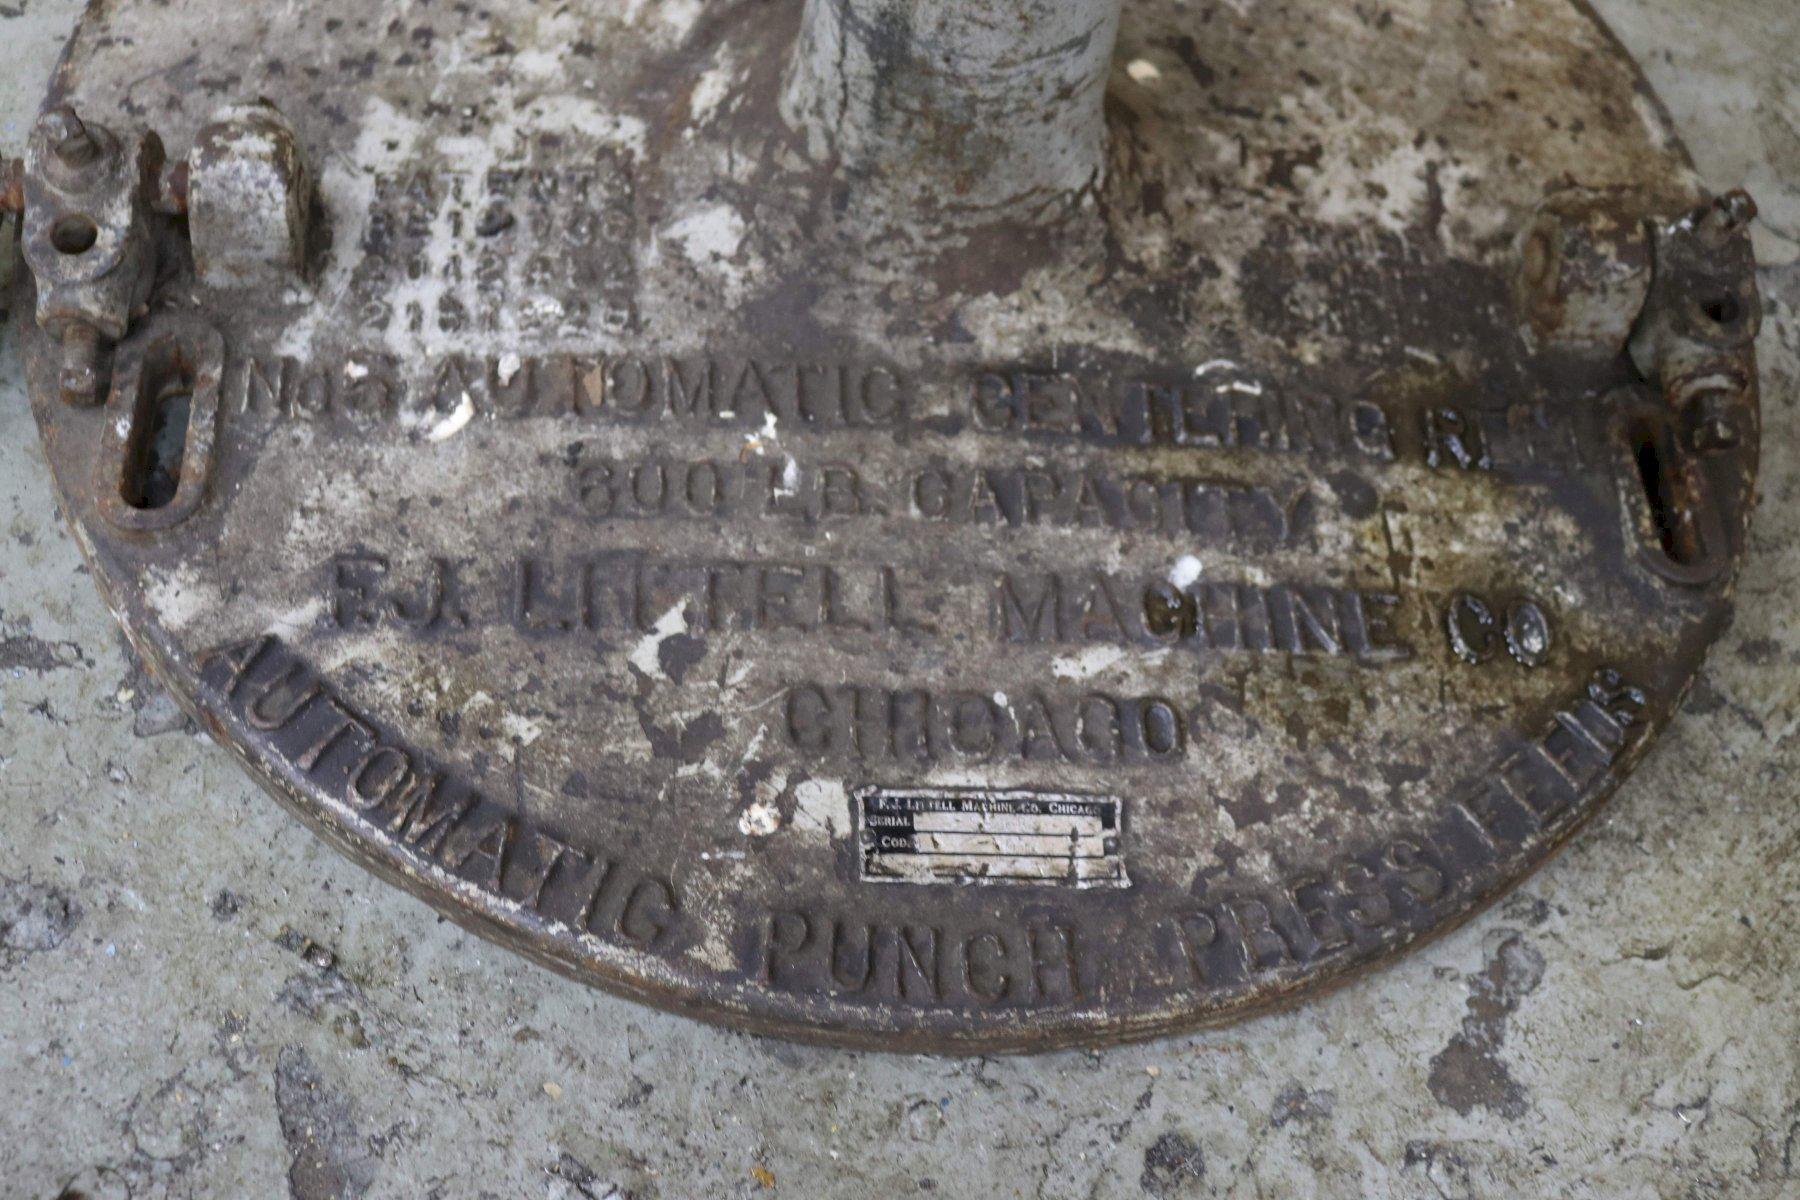 PATENTS
No 5 AUTOMATIC CENTERING REEL
600 LB. CAPACITY
F.J. LITTELL MACHINE CO
CHICAGO
F.J. LITTELL MACHINE CO. CHICAGO
SERIAL
CODE
AUTOMATIC PUNCH PRESS FEEDS